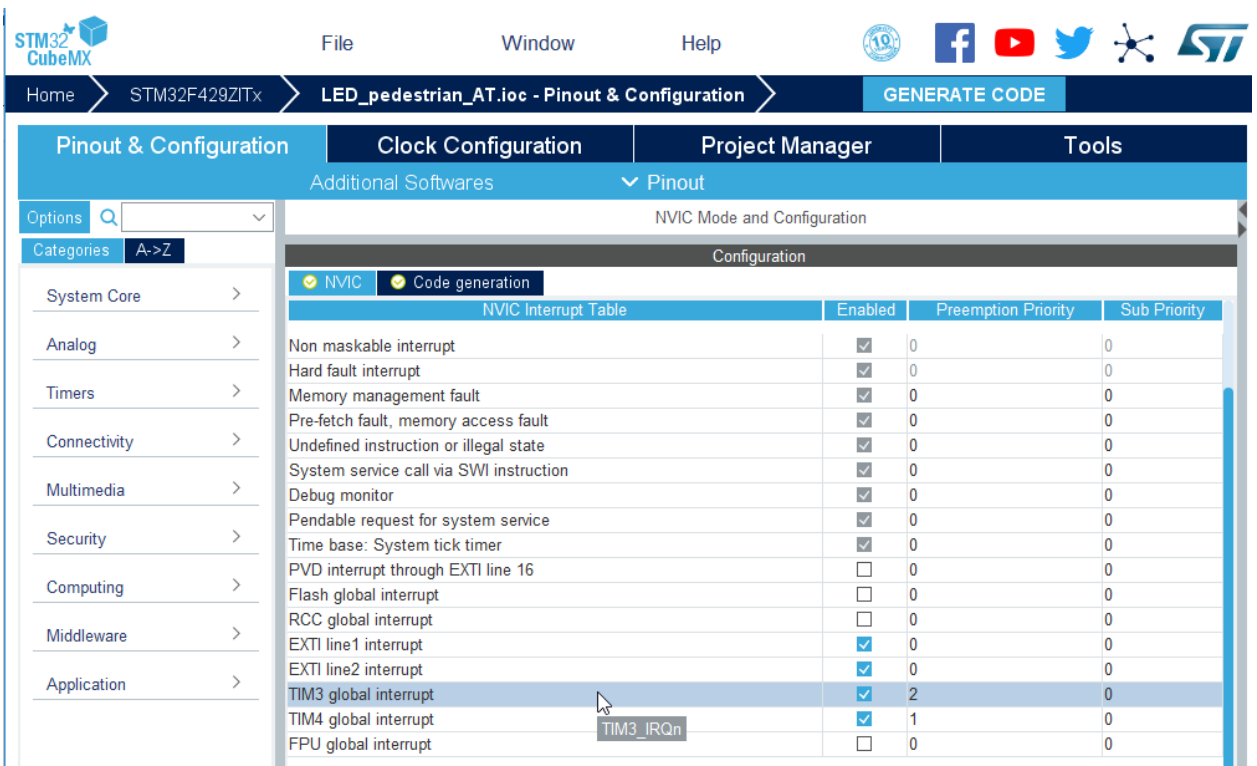 STM32
CubeMX
File Window Help
10
f
Home STM32F429ZITx LED_pedestrian_AT.ioc - Pinout & Configuration GENERATE CODE
Pinout & Configuration Clock Configuration Project Manager Tools
Additional Softwares Pinout
Options
NVIC Mode and Configuration
Categories A->Z
Configuration
NVIC Code generation
NVIC Interrupt Table Enabled Preemption Priority Sub Priority
System Core
Analog
Timers
Connectivity
Multimedia
Security
Computing
Middleware
Application
Non maskable interrupt 0 0
Hard fault interrupt 0 0
Memory management fault 0 0
Pre-fetch fault, memory access fault 0 0
Undefined instruction or illegal state 0 0
System service call via SWI instruction 0 0
Debug monitor 0 0
Pendable request for system service 0 0
Time base: System tick timer 0 0
PVD interrupt through EXTI line 16 0 0
Flash global interrupt 0 0
RCC global interrupt 0 0
EXTI line1 interrupt 0 0
EXTI line2 interrupt 0 0
TIM3 global interrupt 2 0
TIM4 global interrupt 1 0
TIM3_IRQn
FPU global interrupt 0 0